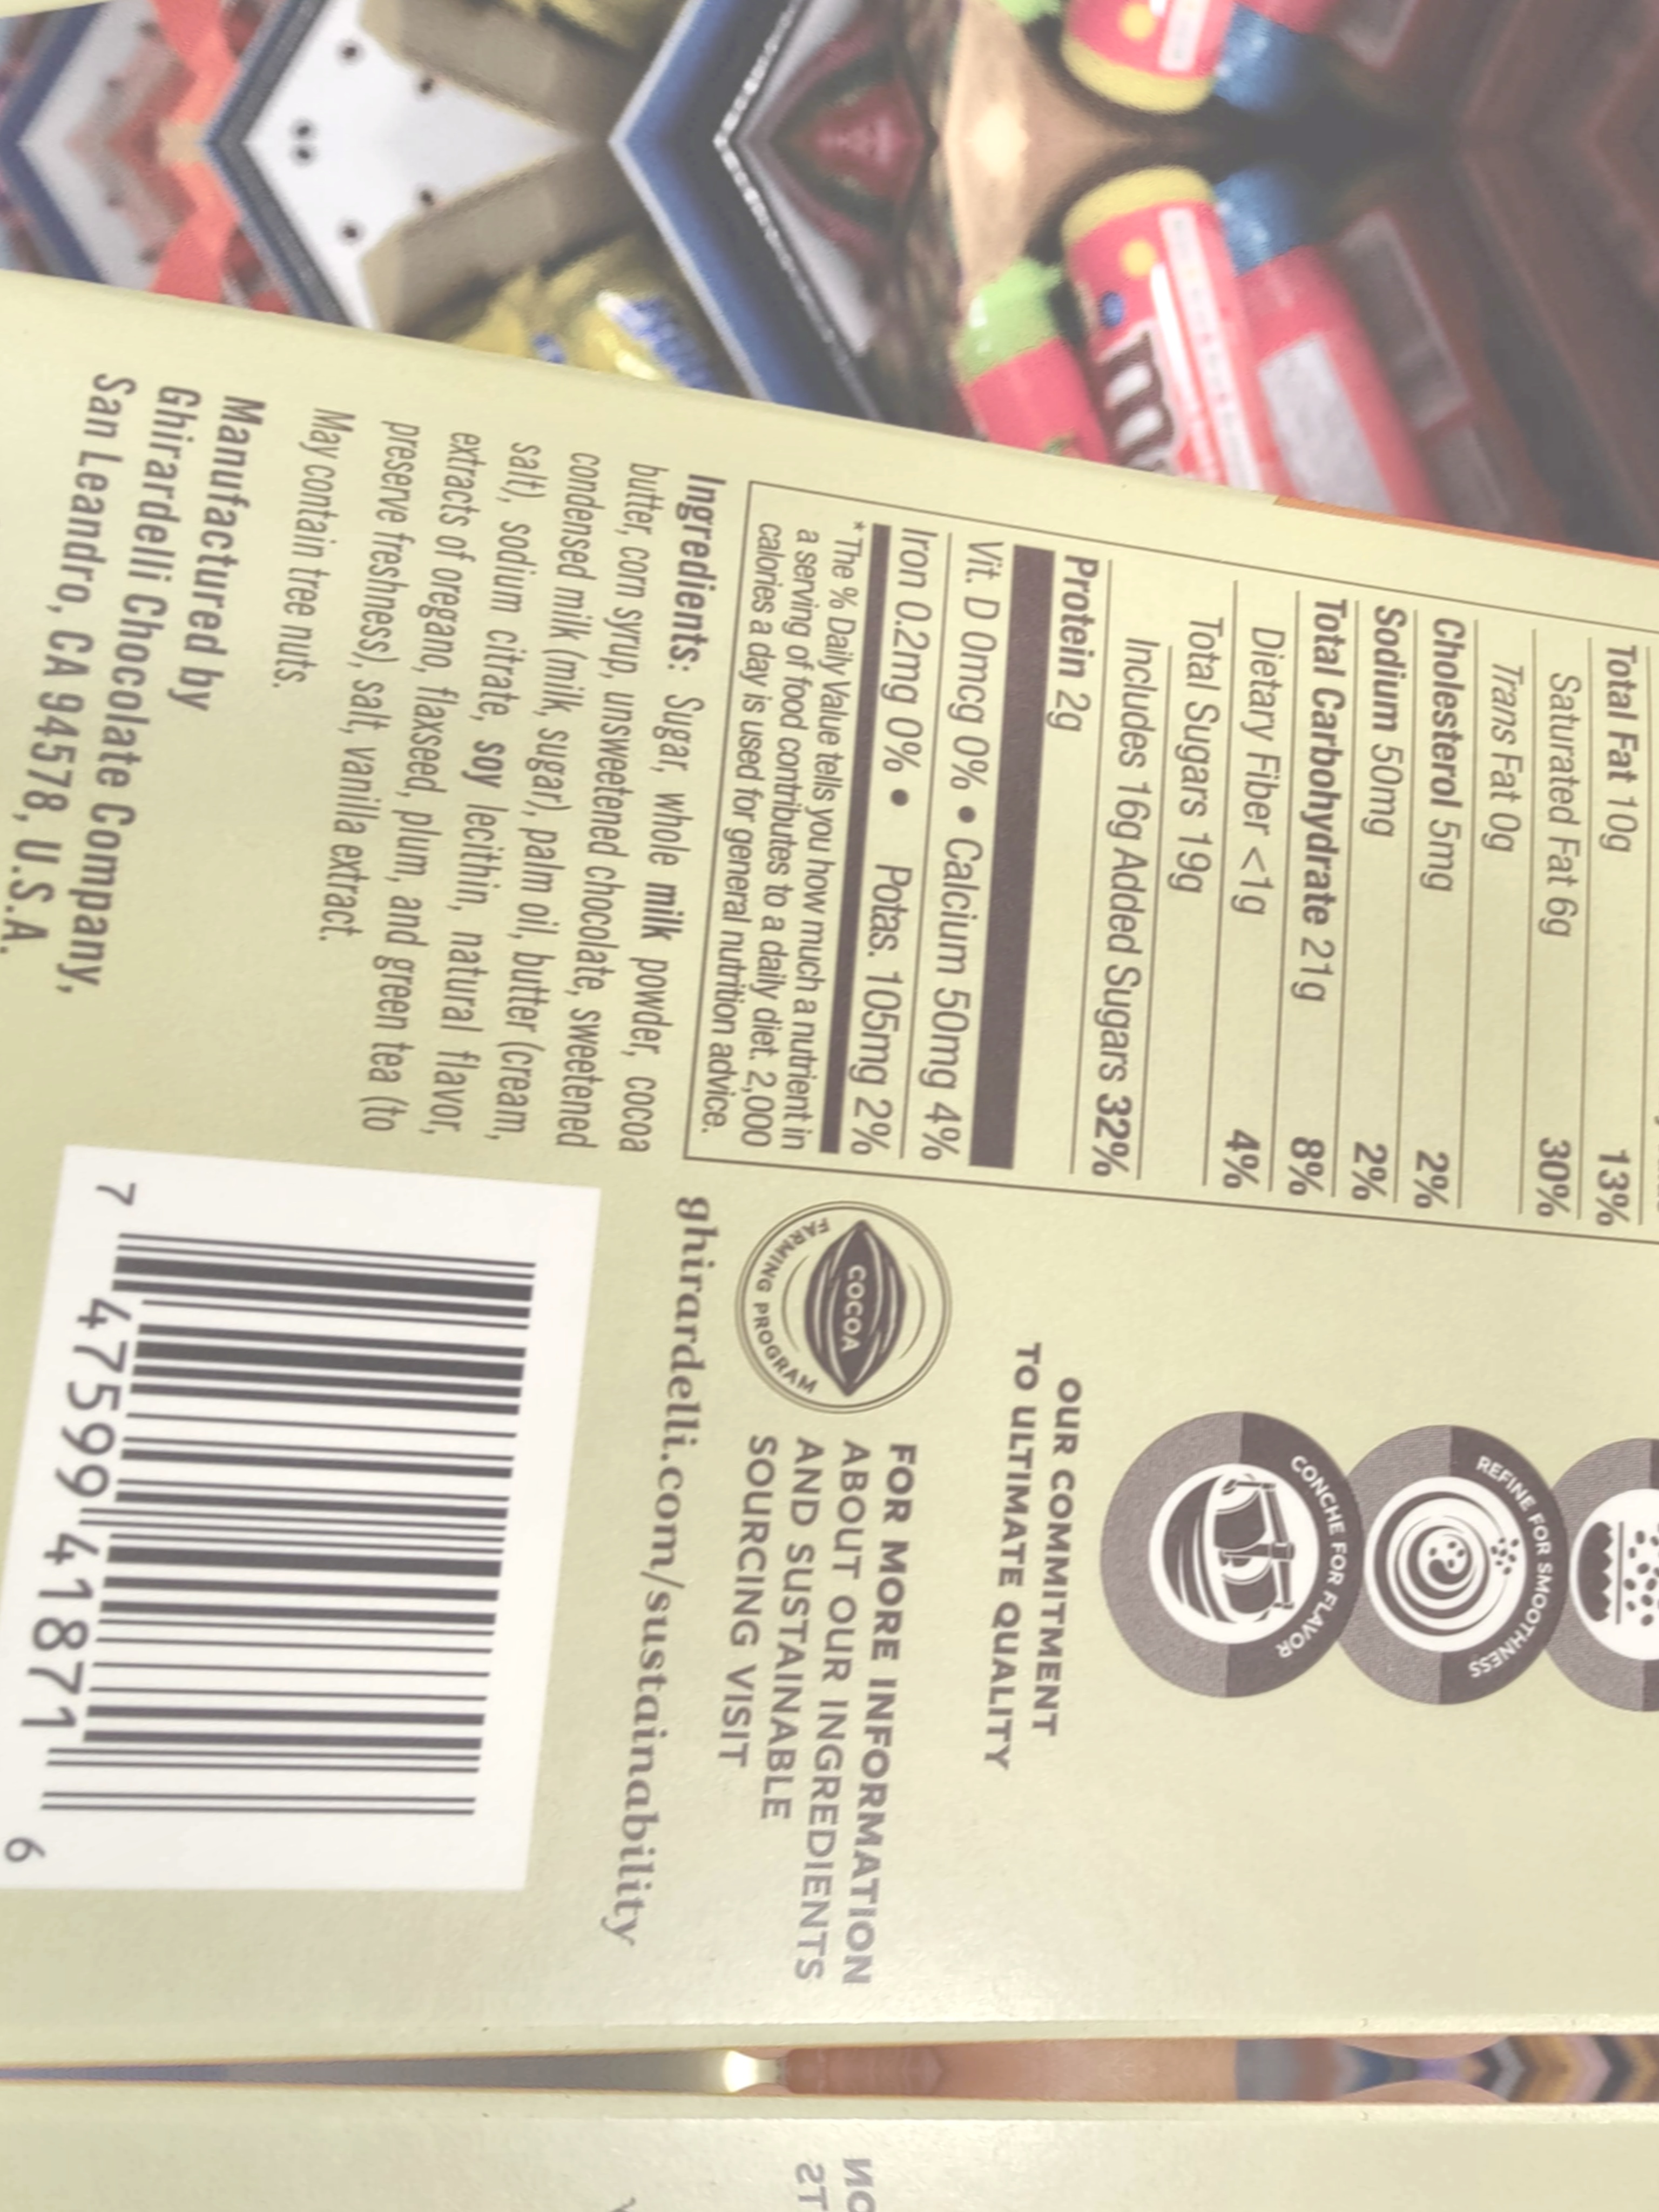 Total Fat 10g 13%
Saturated Fat 6g 30%
Trans Fat 0g
Cholesterol 5mg 2%
Sodium 50mg 2%
Total Carbohydrate 21g 8%
Dietary Fiber <1g 4%
Total Sugars 19g
Includes 16g Added Sugars 32%
Protein 2g
Vit. D 0mcg 0% • Calcium 50mg 4%
Iron 0.2mg 0% • Potas. 105mg 2%
*The % Daily Value tells you how much a nutrient in
a serving of food contributes to a daily diet. 2,000
calories a day is used for general nutrition advice.
Ingredients: Sugar, whole milk powder, cocoa
butter, corn syrup, unsweetened chocolate, sweetened
condensed milk (milk, sugar), palm oil, butter (cream,
salt), sodium citrate, soy lecithin, natural flavor,
extracts of oregano, flaxseed, plum, and green tea (to
preserve freshness), salt, vanilla extract.
May contain tree nuts.
Manufactured by
Ghirardelli Chocolate Company,
San Leandro, CA 94578, U.S.A.
REFINE FOR SMOOTHNESS
CONCHE FOR FLAVOR
OUR COMMITMENT
TO ULTIMATE QUALITY
COCOA
FARMING PROGRAM
FOR MORE INFORMATION
ABOUT OUR INGREDIENTS
AND SUSTAINABLE
SOURCING VISIT
ghirardelli.com/sustainability
7 47599 41871 6